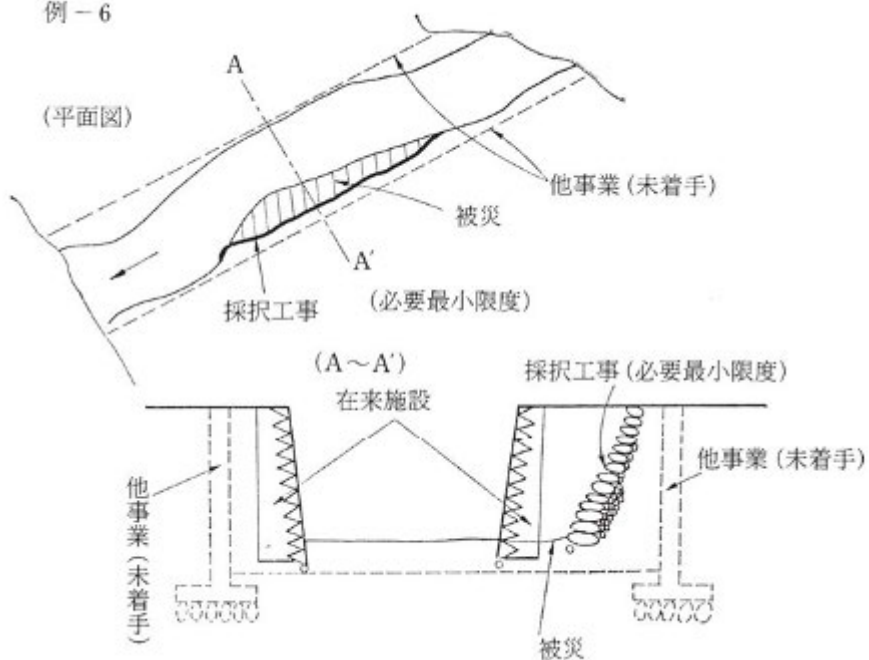 例－6
(平面図)
A
他事業(未着手)
被災
A′
採択工事
(必要最小限度)
(A～A′)
在来施設
採択工事(必要最小限度)
他事業(未着手)
他事業(未着手)
被災